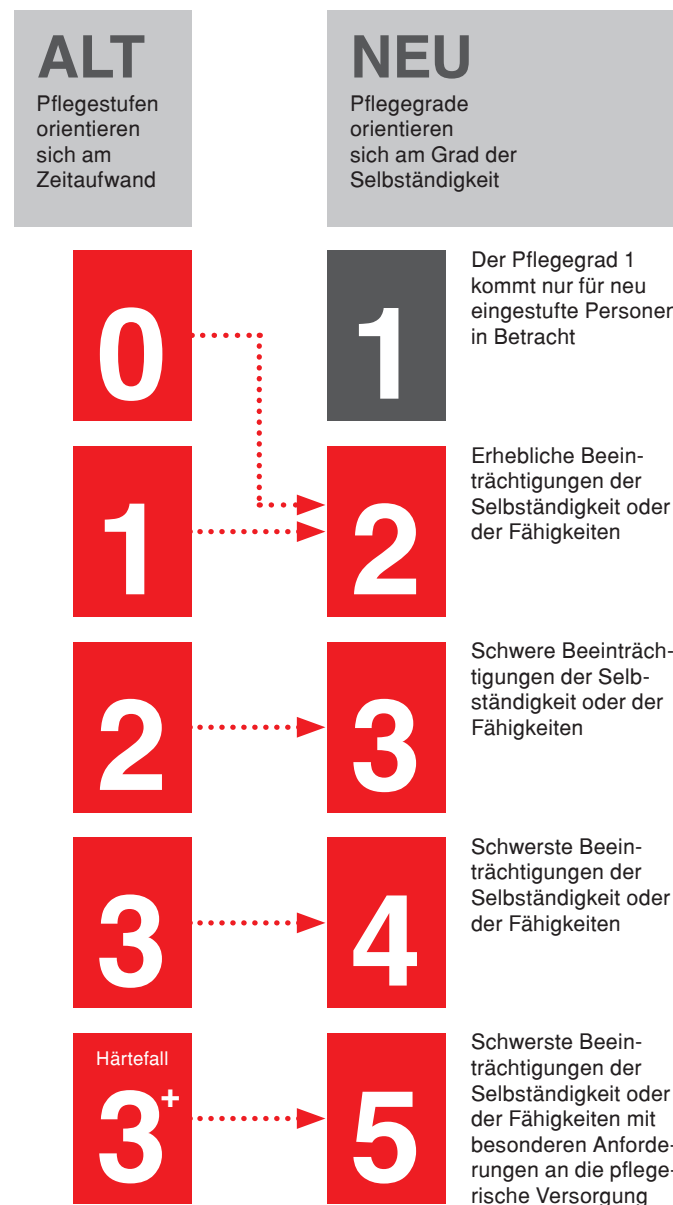 ALT
Pflegestufen
orientieren
sich am
Zeitaufwand
NEU
Pflegegrade
orientieren
sich am Grad der
Selbständigkeit
0
1
Der Pflegegrad 1
kommt nur für neu
eingestufte Personen
in Betracht
1
2
Erhebliche Beein-
trächtigungen der
Selbständigkeit oder
der Fähigkeiten
2
3
Schwere Beeinträch-
tigungen der Selb-
ständigkeit oder der
Fähigkeiten
3
4
Schwerste Beein-
trächtigungen der
Selbständigkeit oder
der Fähigkeiten
Härtefall
3+
5
Schwerste Beein-
trächtigungen der
Selbständigkeit oder
der Fähigkeiten mit
besonderen Anforde-
rungen an die pflege-
rische Versorgung